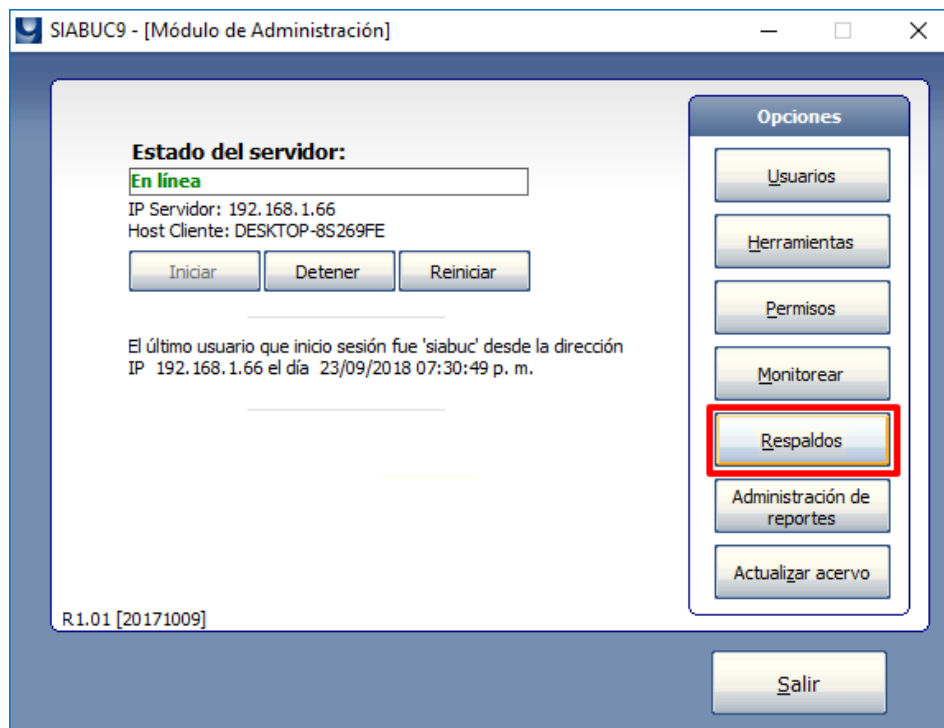 SIABUC9 - [Módulo de Administración]
Estado del servidor:
En línea
IP Servidor: 192.168.1.66
Host Cliente: DESKTOP-8S269FE
Iniciar
Detener
Reiniciar
El último usuario que inicio sesión fue 'siabuc' desde la dirección
IP 192.168.1.66 el día 23/09/2018 07:30:49 p. m.
R1.01 [20171009]
Opciones
Usuarios
Herramientas
Permisos
Monitorear
Respaldos
Administración de
reportes
Actualizar acervo
Salir